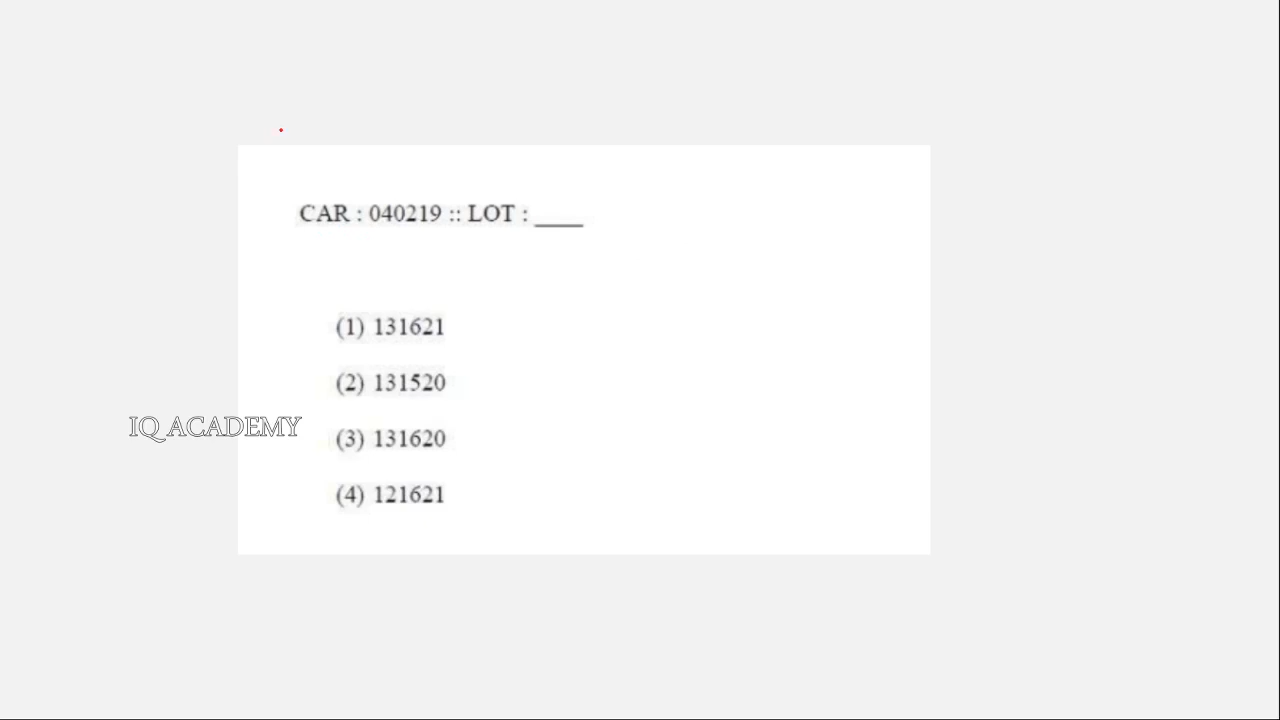 CAR : 040219 :: LOT : ____
(1) 131621
(2) 131520
IQ ACADEMY
(3) 131620
(4) 121621